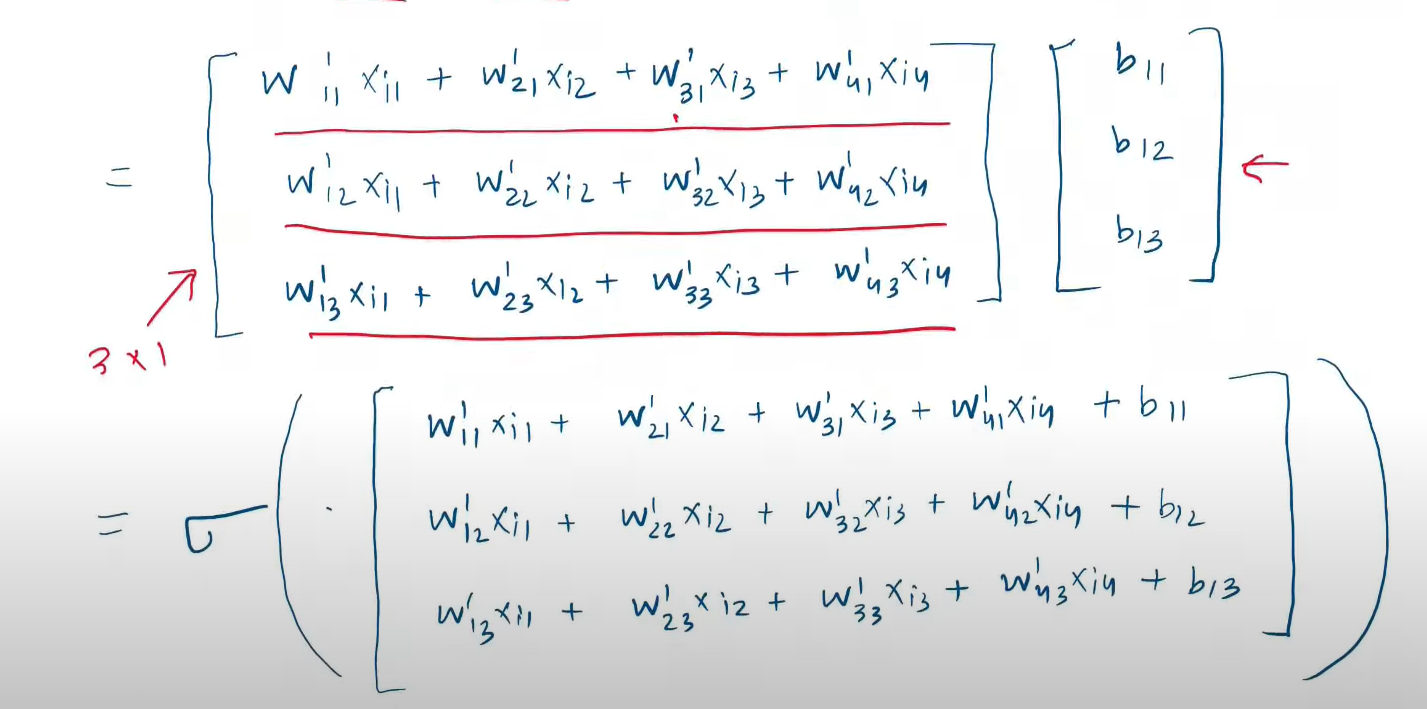 = [ w¹₁₁ xi1 + w¹₂₁ xi2 + w¹₃₁ xi3 + w¹₄₁ xi4 ] [ b11 ]
[ w¹₁₂ xi1 + w¹₂₂ xi2 + w¹₃₂ xi3 + w¹₄₂ xi4 ] [ b12 ] ←
[ w¹₁₃ xi1 + w¹₂₃ xi2 + w¹₃₃ xi3 + w¹₄₃ xi4 ] [ b13 ]
3 x 1
= σ ( [ w¹₁₁ xi1 + w¹₂₁ xi2 + w¹₃₁ xi3 + w¹₄₁ xi4 + b11 ] )
[ w¹₁₂ xi1 + w¹₂₂ xi2 + w¹₃₂ xi3 + w¹₄₂ xi4 + b12 ]
[ w¹₁₃ xi1 + w¹₂₃ xi2 + w¹₃₃ xi3 + w¹₄₃ xi4 + b13 ]